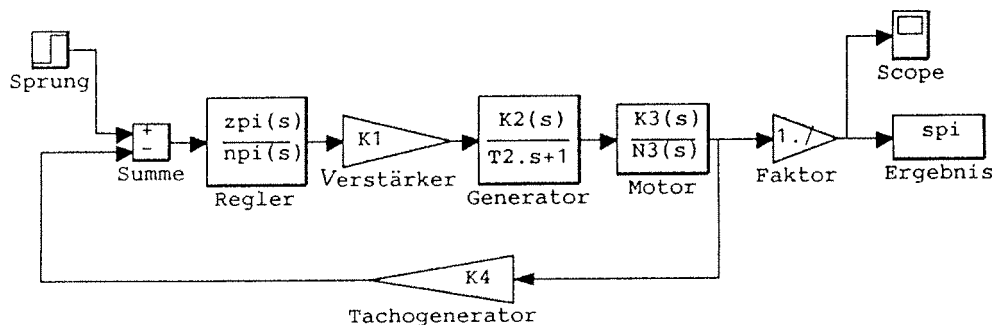 Sprung
+
−
Summe
zpi(s)
npi(s)
Regler
K1
Verstärker
K2(s)
T2.s+1
Generator
K3(s)
N3(s)
Motor
1./
Faktor
Scope
spi
Ergebnis
K4
Tachogenerator